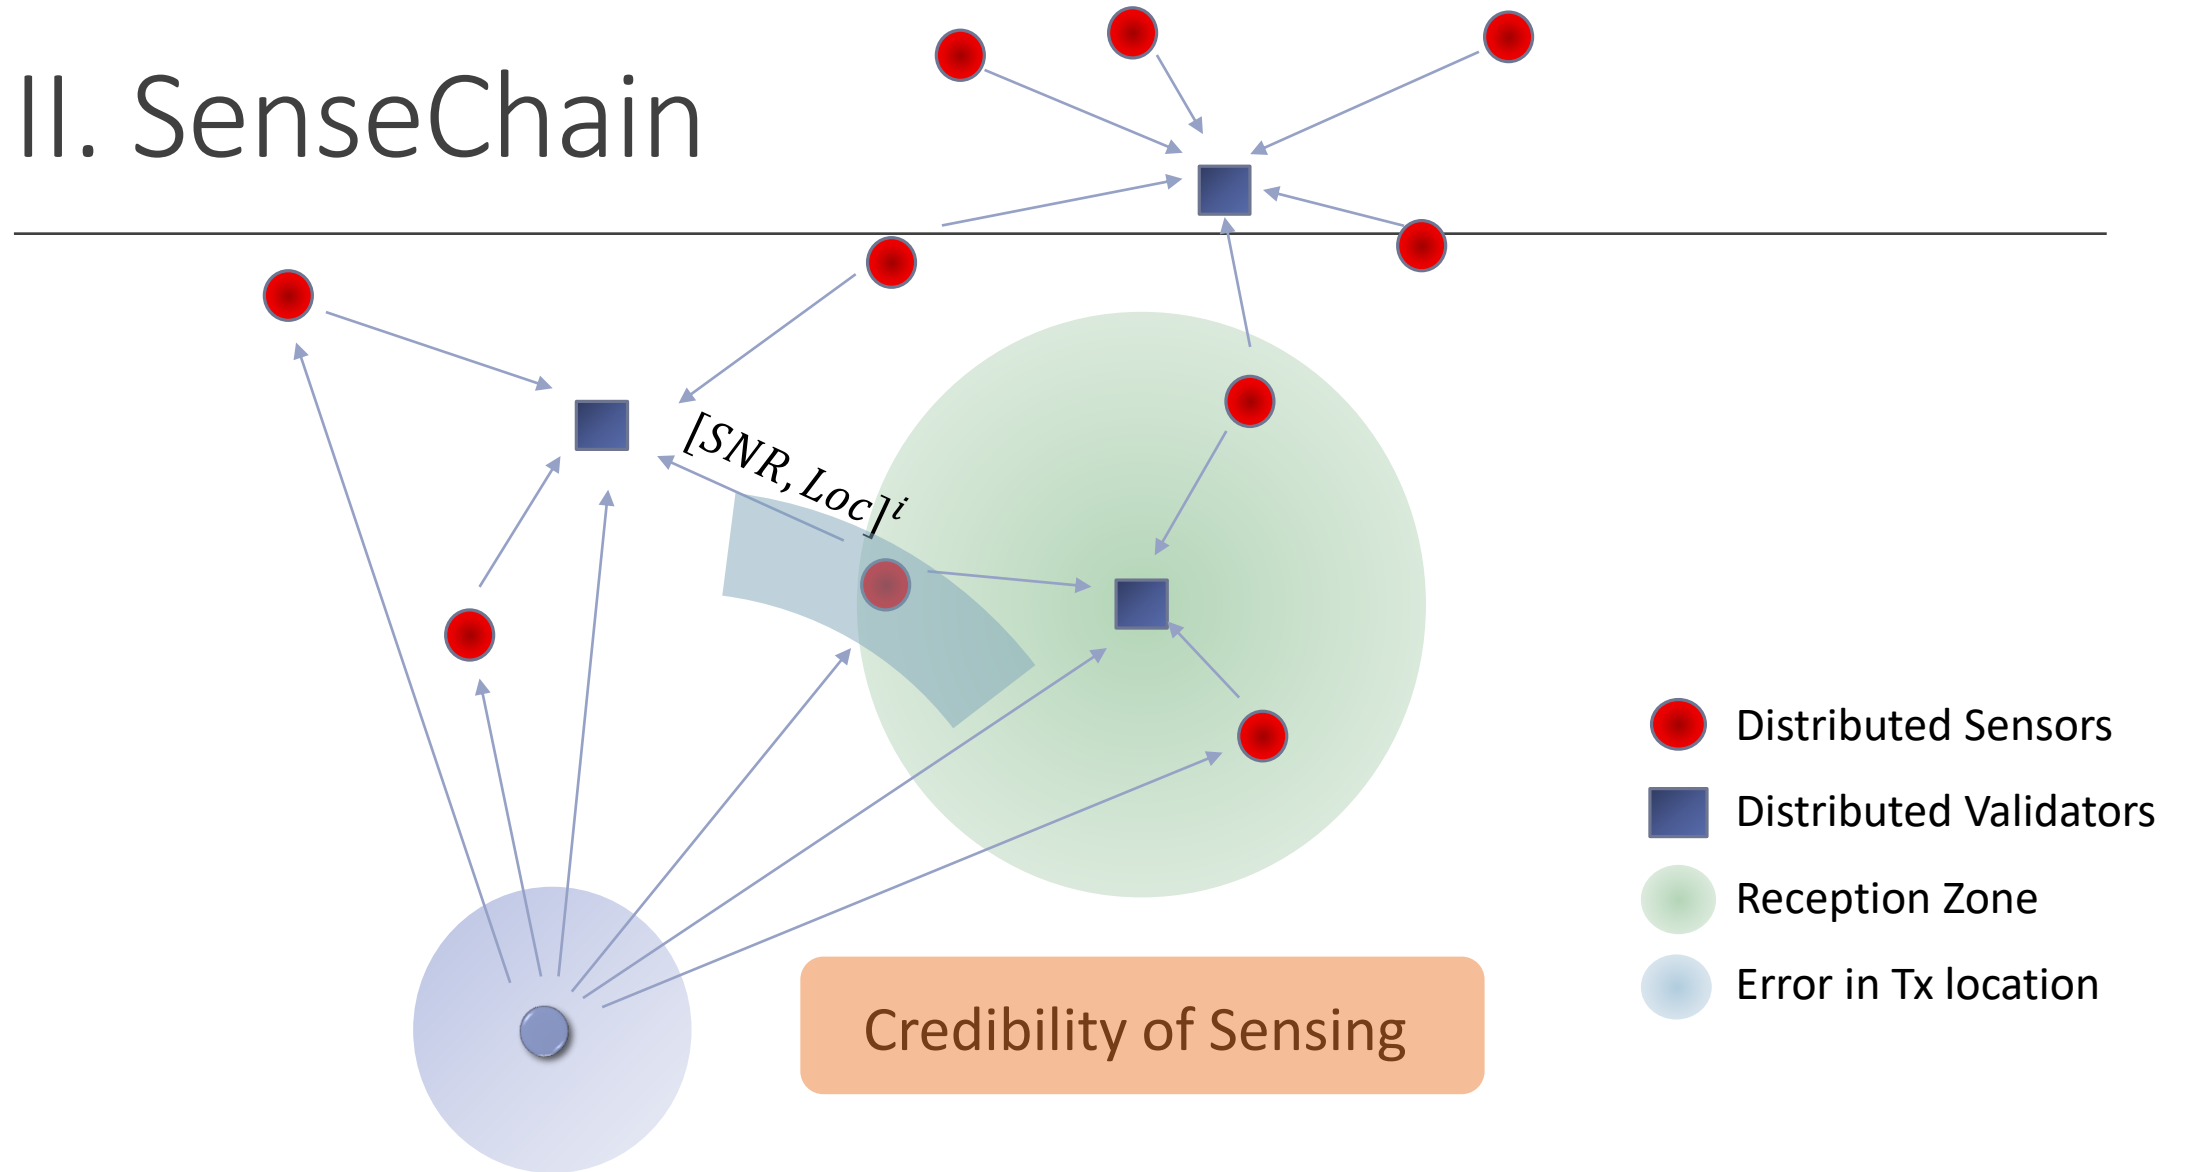 II. SenseChain
[SNR, Loc]^i
Distributed Sensors
Distributed Validators
Reception Zone
Error in Tx location
Credibility of Sensing